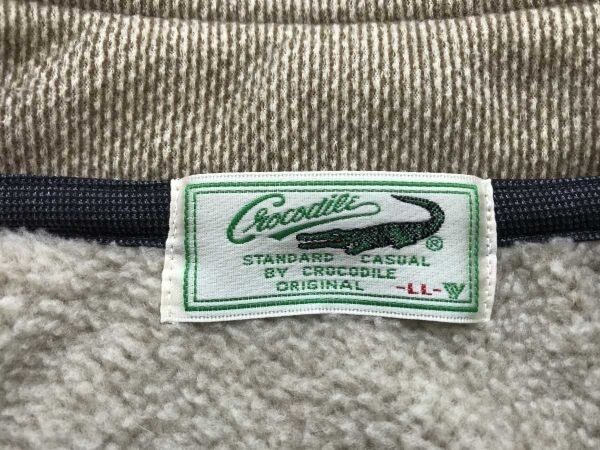 Crocodile
®
STANDARD CASUAL
BY CROCODILE
ORIGINAL -LL-